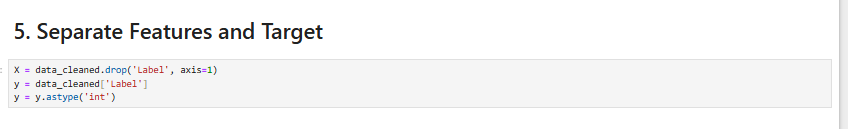 5. Separate Features and Target
X = data_cleaned.drop('Label', axis=1)
y = data_cleaned['Label']
y = y.astype('int')